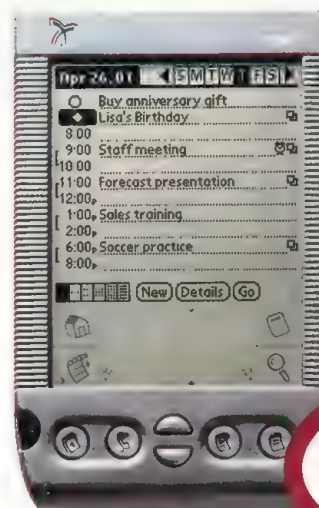 Apr 26, 01 S M T W T F S
Buy anniversary gift
Lisa's Birthday
8:00
9:00 Staff meeting
10:00
11:00 Forecast presentation
12:00
1:00 Sales training
2:00
6:00 Soccer practice
8:00
New Details Go